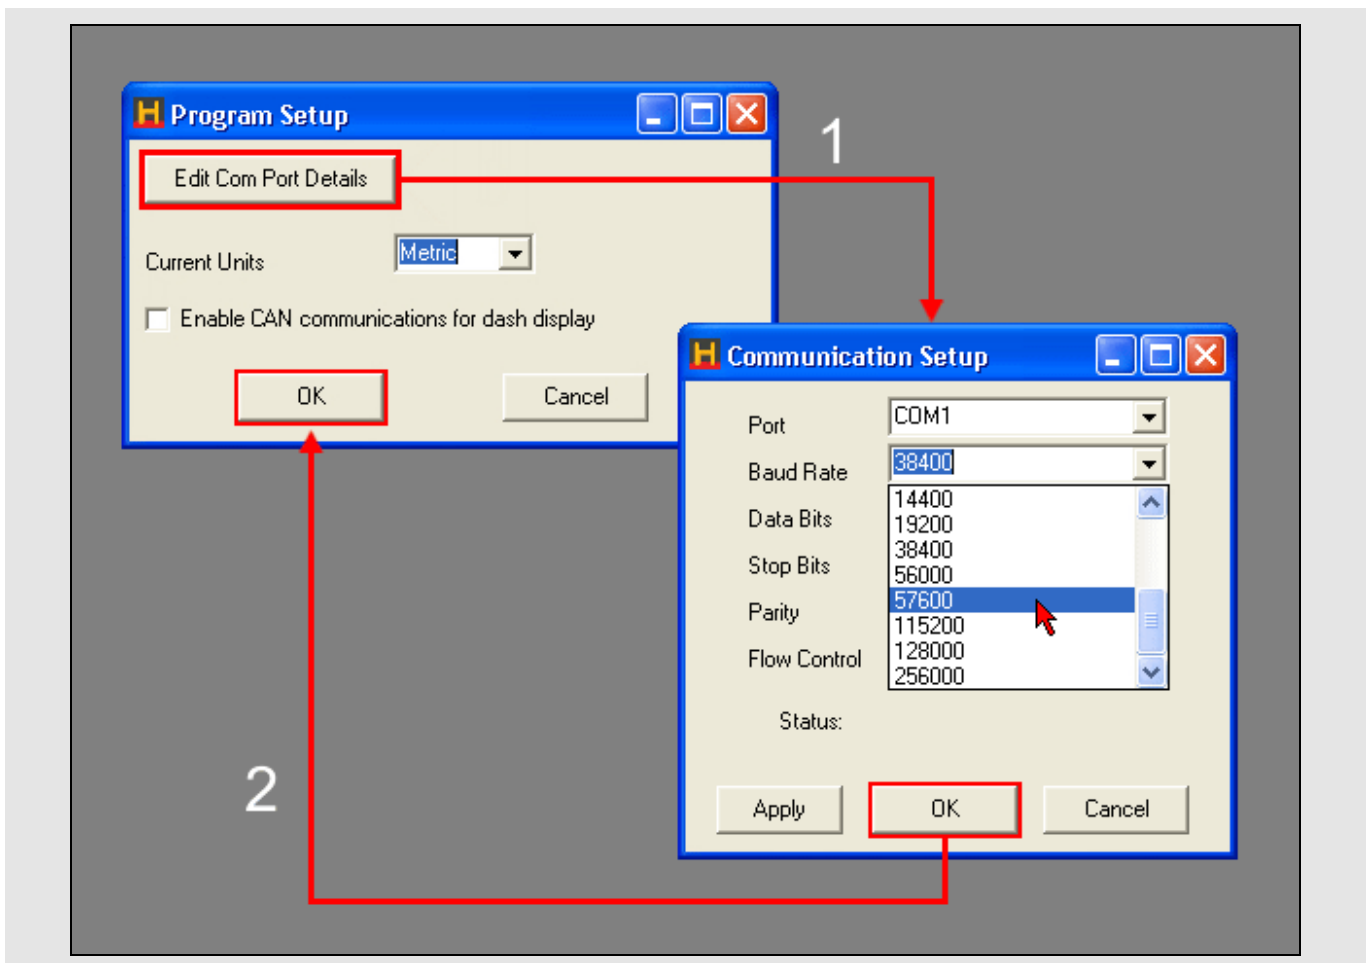 H Program Setup
1
Edit Com Port Details
Current Units Metric
Enable CAN communications for dash display
OK Cancel
H Communication Setup
Port COM1
Baud Rate 38400
14400
Data Bits 19200
38400
Stop Bits 56000
57600
Parity 115200
128000
Flow Control 256000
Status:
Apply OK Cancel
2